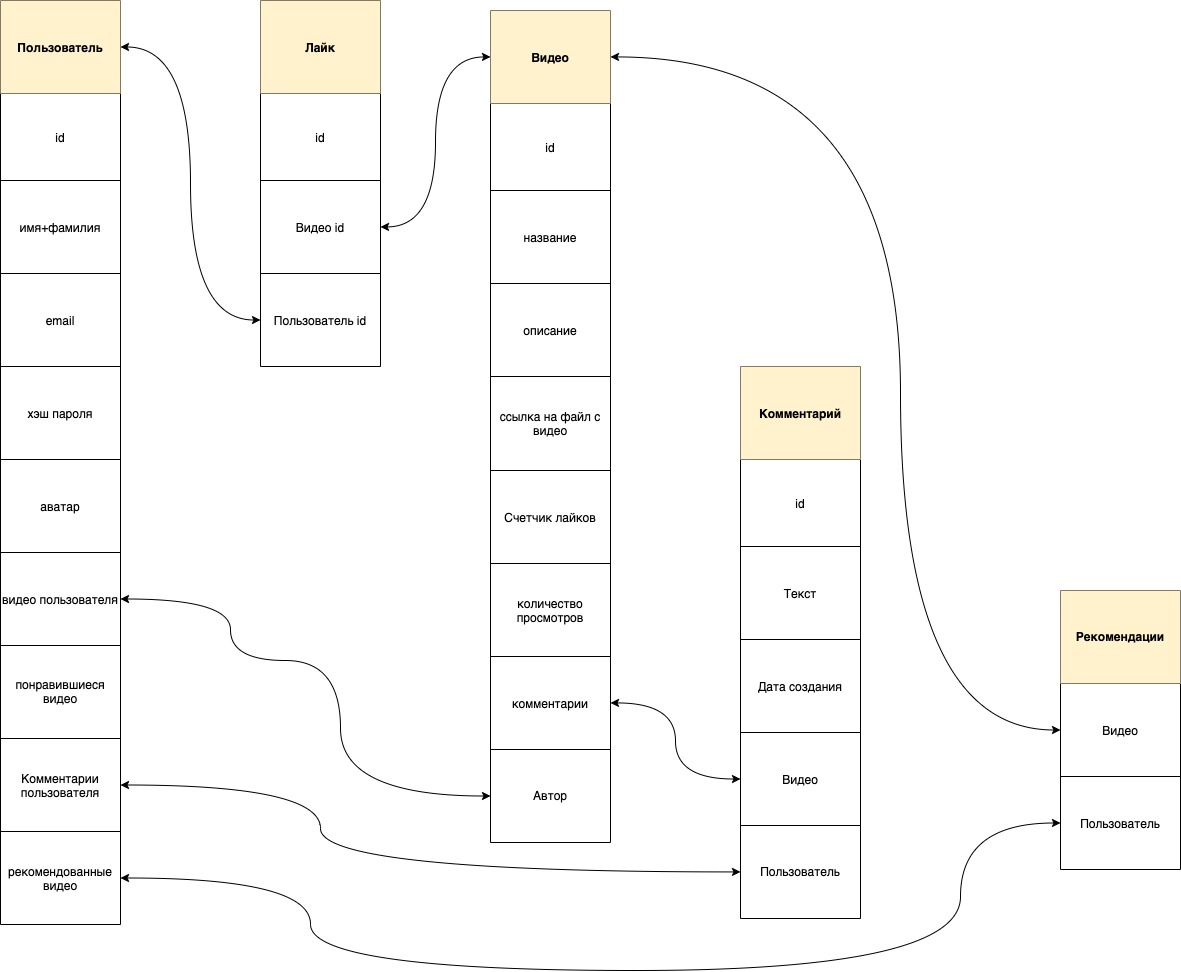 Пользователь
id
имя+фамилия
email
хэш пароля
аватар
видео пользователя
понравившиеся
видео
Комментарии
пользователя
рекомендованные
видео
Лайк
id
Видео id
Пользователь id
Видео
id
название
описание
ссылка на файл с
видео
Счетчик лайков
количество
просмотров
комментарии
Автор
Комментарий
id
Текст
Дата создания
Видео
Пользователь
Рекомендации
Видео
Пользователь